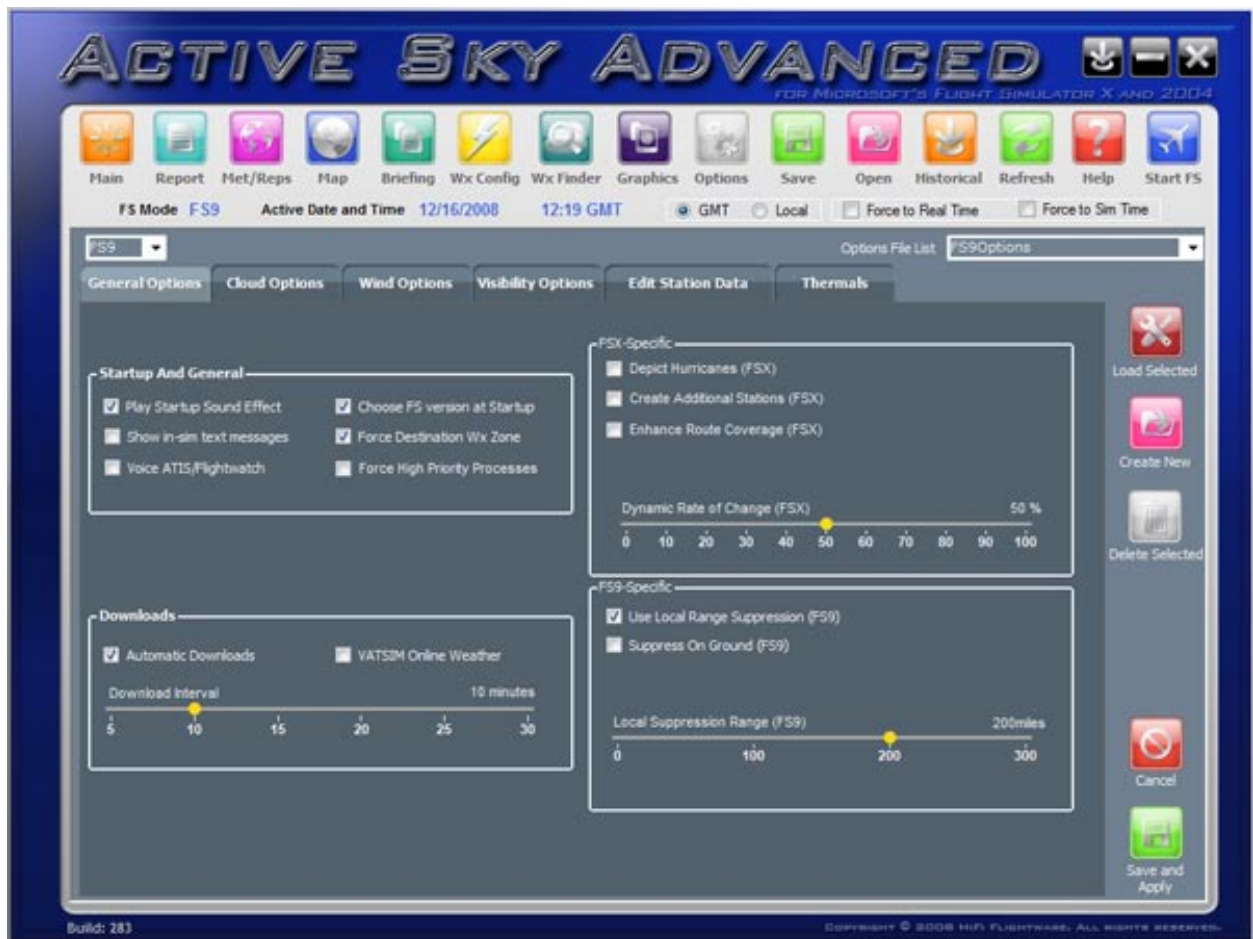 ACTIVE SKY ADVANCED
FOR MICROSOFT'S FLIGHT SIMULATOR X AND 2004
Main Report Met/Reps Map Briefing Wx Config Wx Finder Graphics Options Save Open Historical Refresh Help Start FS
FS Mode FS9 Active Date and Time 12/16/2008 12:19 GMT GMT Local Force to Real Time Force to Sim Time
FS9 Options File List FS9Options
General Options Cloud Options Wind Options Visibility Options Edit Station Data Thermals
Startup And General
Play Startup Sound Effect Choose FS version at Startup
Show in-sim text messages Force Destination Wx Zone
Voice ATIS/Flightwatch Force High Priority Processes
Downloads
Automatic Downloads VATSIM Online Weather
Download Interval 10 minutes
5 10 15 20 25 30
FSX-Specific
Depict Hurricanes (FSX)
Create Additional Stations (FSX)
Enhance Route Coverage (FSX)
Dynamic Rate of Change (FSX) 50 %
0 10 20 30 40 50 60 70 80 90 100
FS9-Specific
Use Local Range Suppression (FS9)
Suppress On Ground (FS9)
Local Suppression Range (FS9) 200miles
0 100 200 300
Load Selected
Create New
Delete Selected
Cancel
Save and
Apply
Build: 283
COPYRIGHT © 2008 HIFI FLIGHTWARE. ALL RIGHTS RESERVED.